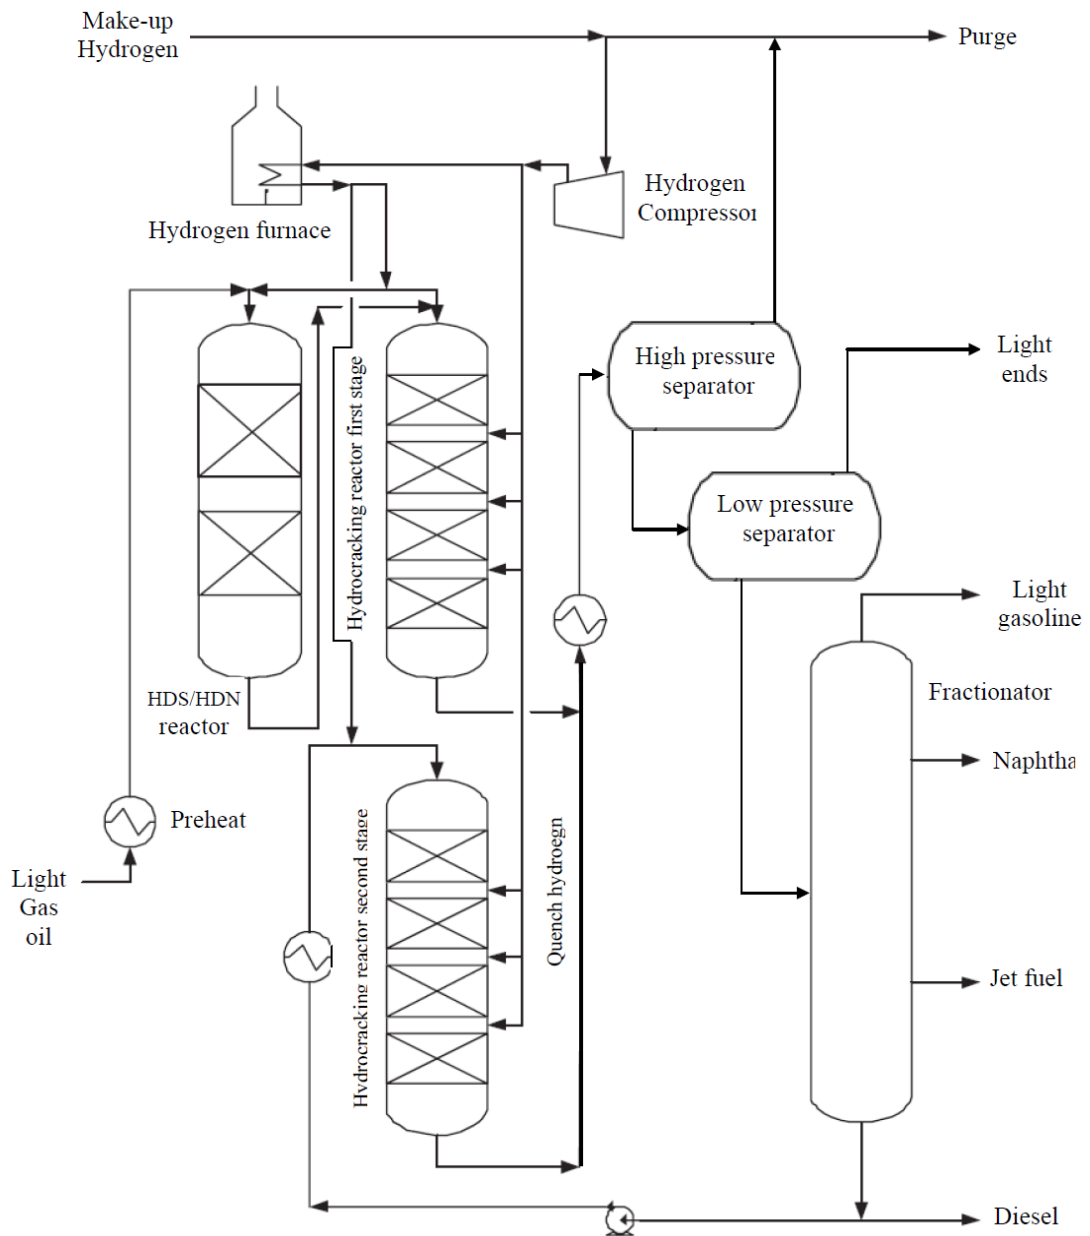 Make-up
Hydrogen
Purge
Hydrogen furnace
Hydrogen
Compressor
High pressure
separator
Light
ends
Low pressure
separator
Hydrocracking reactor first stage
Light
gasoline
Fractionator
HDS/HDN
reactor
Naphtha
Preheat
Light
Gas
oil
Hydrocracking reactor second stage
Quench hydroegn
Jet fuel
Diesel